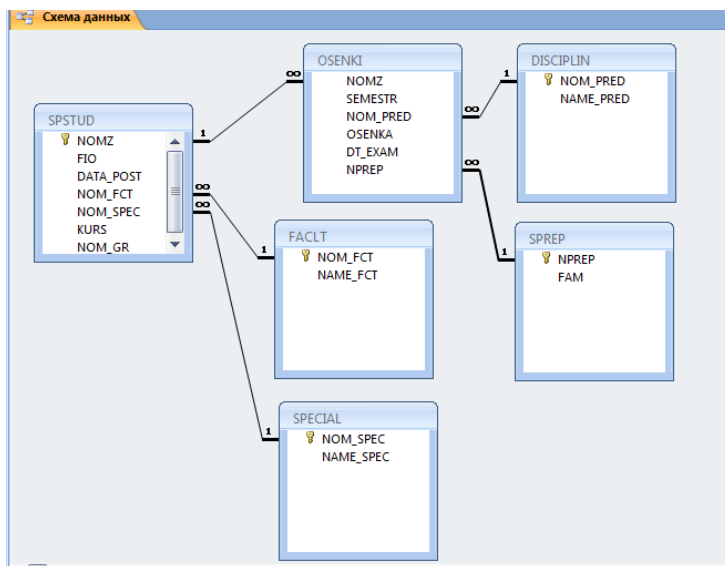 Схема данных
SPSTUD
NOMZ
FIO
DATA_POST
NOM_FCT
NOM_SPEC
KURS
NOM_GR
OSENKI
NOMZ
SEMESTR
NOM_PRED
OSENKA
DT_EXAM
NPREP
DISCIPLIN
NOM_PRED
NAME_PRED
FACLT
NOM_FCT
NAME_FCT
SPREP
NPREP
FAM
SPECIAL
NOM_SPEC
NAME_SPEC
1
∞
∞
1
∞
1
∞
1
∞
1